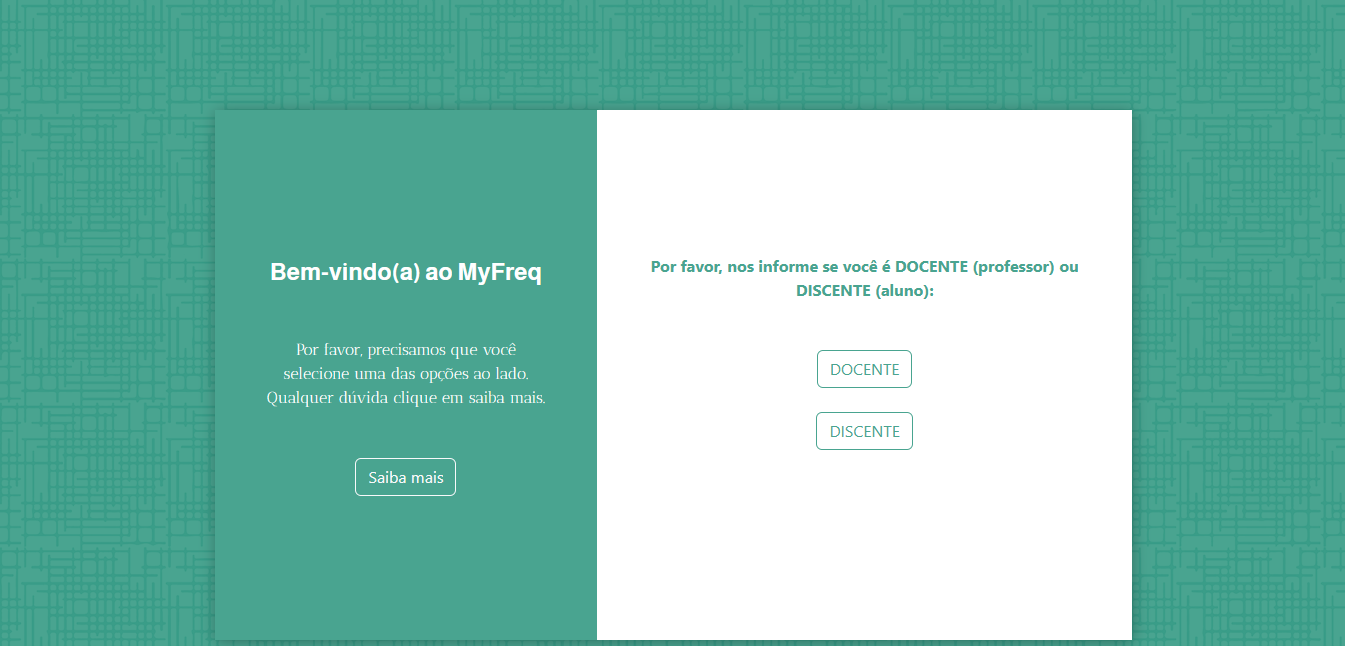 Bem-vindo(a) ao MyFreq
Por favor, precisamos que você
selecione uma das opções ao lado.
Qualquer dúvida clique em saiba mais.
Saiba mais
Por favor, nos informe se você é DOCENTE (professor) ou
DISCENTE (aluno):
DOCENTE
DISCENTE